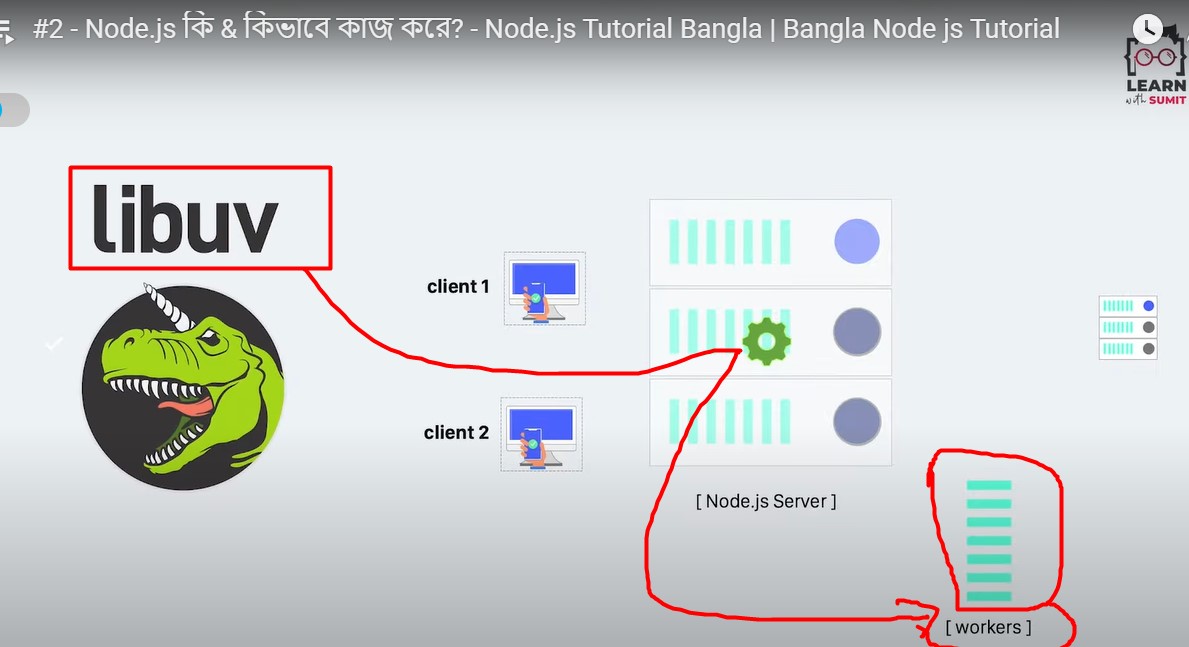 #2 - Node.js কি & কিভাবে কাজ করে? - Node.js Tutorial Bangla | Bangla Node js Tutorial
LEARN
with SUMIT
libuv
client 1
client 2
[ Node.js Server ]
[ workers ]